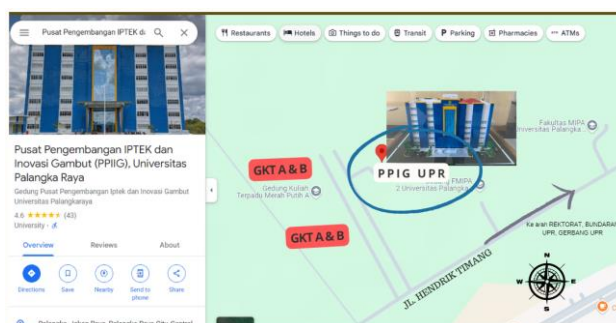 Pusat Pengembangan IPTEK da
Restaurants
Hotels
Things to do
Transit
Parking
Pharmacies
ATMs
Pusat Pengembangan IPTEK dan
Inovasi Gambut (PPIIG), Universitas
Palangka Raya
Gedung Pusat Pengembangan Iptek dan Inovasi Gambut
Universitas Palangkaraya
4.6 (43)
University
Overview
Reviews
About
Directions
Save
Nearby
Send to
phone
Share
GKT A & B
Gedung Kuliah
Terpadu Merah Putih A
GKT A & B
PPIG UPR
FMIPA
2 Universitas Palangka
Fakultas MIPA
Universitas Palangka
Ke arah REKTORAT, BUNDARAN
UPR, GERBANG UPR
JL. HENDRIK TIMANG
N
W
E
S